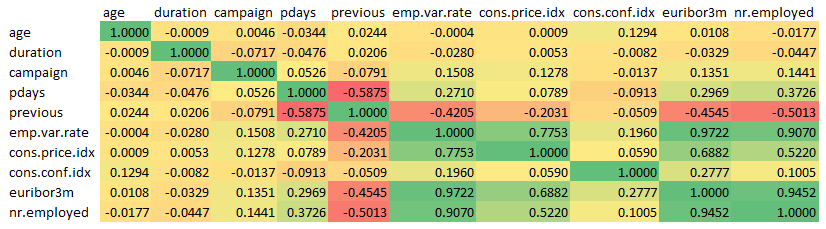 age duration campaign pdays previous emp.var.rate cons.price.idx cons.conf.idx euribor3m nr.employed
age 1.0000 -0.0009 0.0046 -0.0344 0.0244 -0.0004 0.0009 0.1294 0.0108 -0.0177
duration -0.0009 1.0000 -0.0717 -0.0476 0.0206 -0.0280 0.0053 -0.0082 -0.0329 -0.0447
campaign 0.0046 -0.0717 1.0000 0.0526 -0.0791 0.1508 0.1278 -0.0137 0.1351 0.1441
pdays -0.0344 -0.0476 0.0526 1.0000 -0.5875 0.2710 0.0789 -0.0913 0.2969 0.3726
previous 0.0244 0.0206 -0.0791 -0.5875 1.0000 -0.4205 -0.2031 -0.0509 -0.4545 -0.5013
emp.var.rate -0.0004 -0.0280 0.1508 0.2710 -0.4205 1.0000 0.7753 0.1960 0.9722 0.9070
cons.price.idx 0.0009 0.0053 0.1278 0.0789 -0.2031 0.7753 1.0000 0.0590 0.6882 0.5220
cons.conf.idx 0.1294 -0.0082 -0.0137 -0.0913 -0.0509 0.1960 0.0590 1.0000 0.2777 0.1005
euribor3m 0.0108 -0.0329 0.1351 0.2969 -0.4545 0.9722 0.6882 0.2777 1.0000 0.9452
nr.employed -0.0177 -0.0447 0.1441 0.3726 -0.5013 0.9070 0.5220 0.1005 0.9452 1.0000